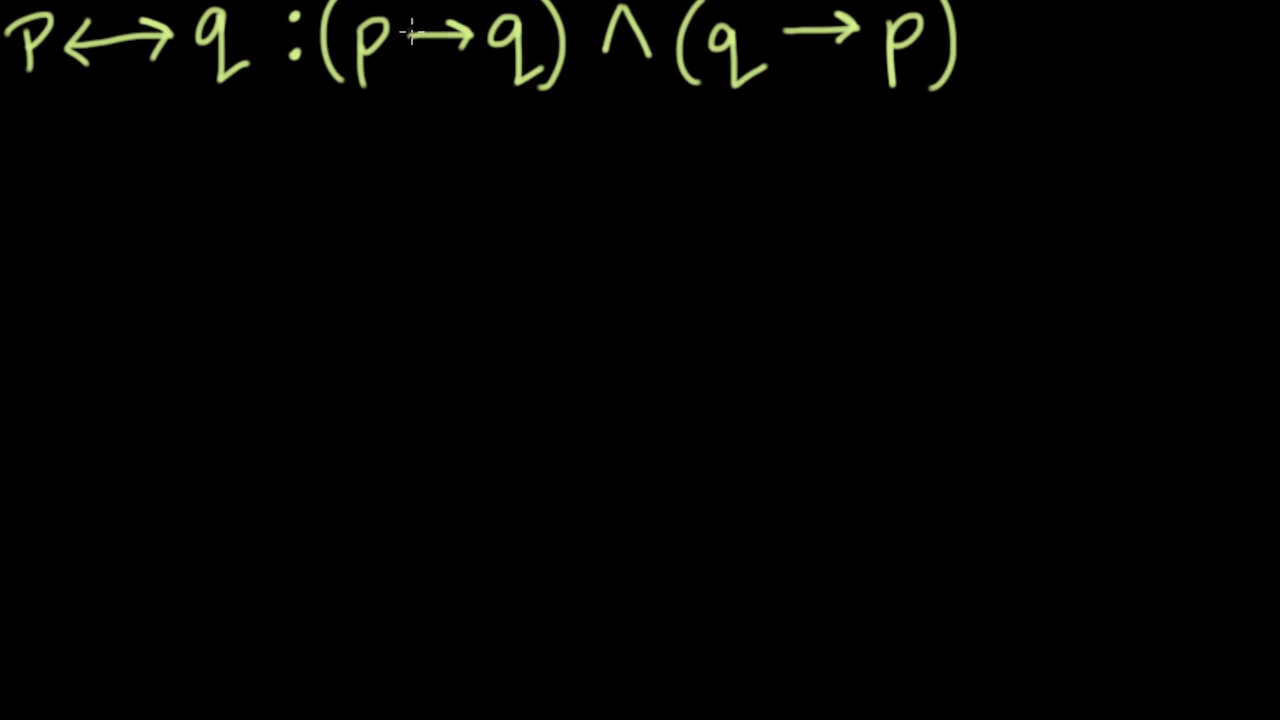 p ↔ q : (p → q) ∧ (q → p)